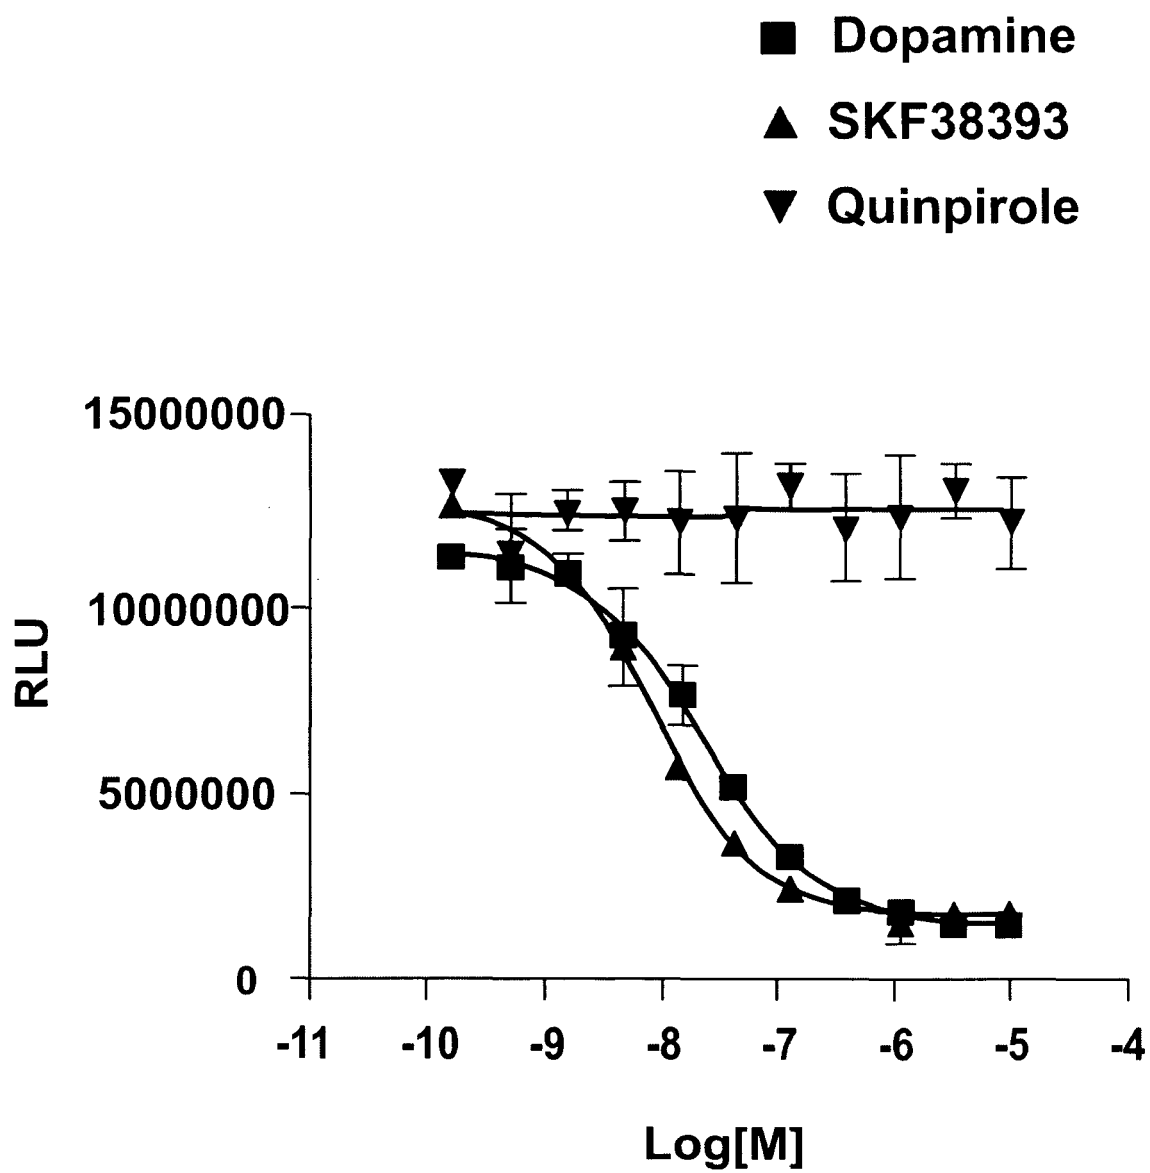 Dopamine
SKF38393
Quinpirole
15000000
10000000
5000000
0
RLU
-11 -10 -9 -8 -7 -6 -5 -4
Log[M]